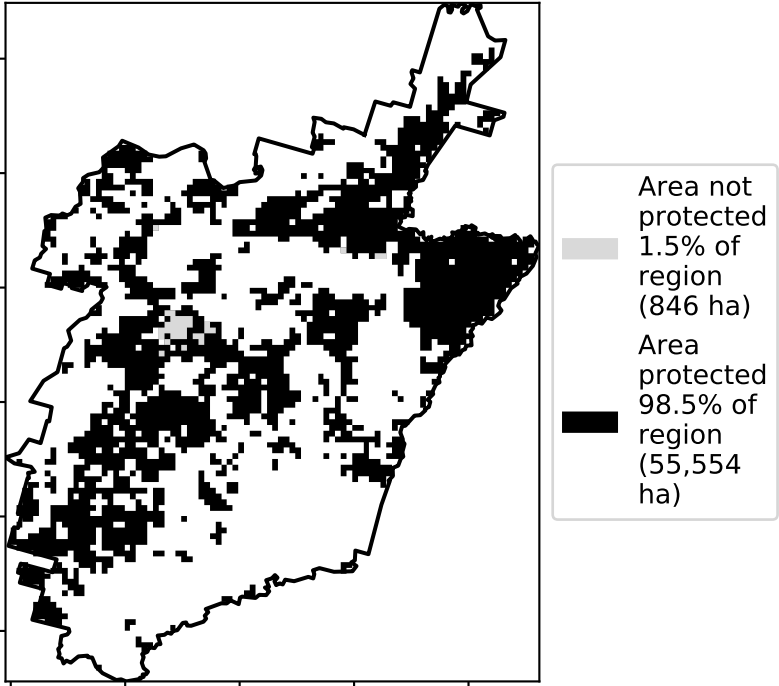 Area not
protected
1.5% of
region
(846 ha)
Area
protected
98.5% of
region
(55,554
ha)